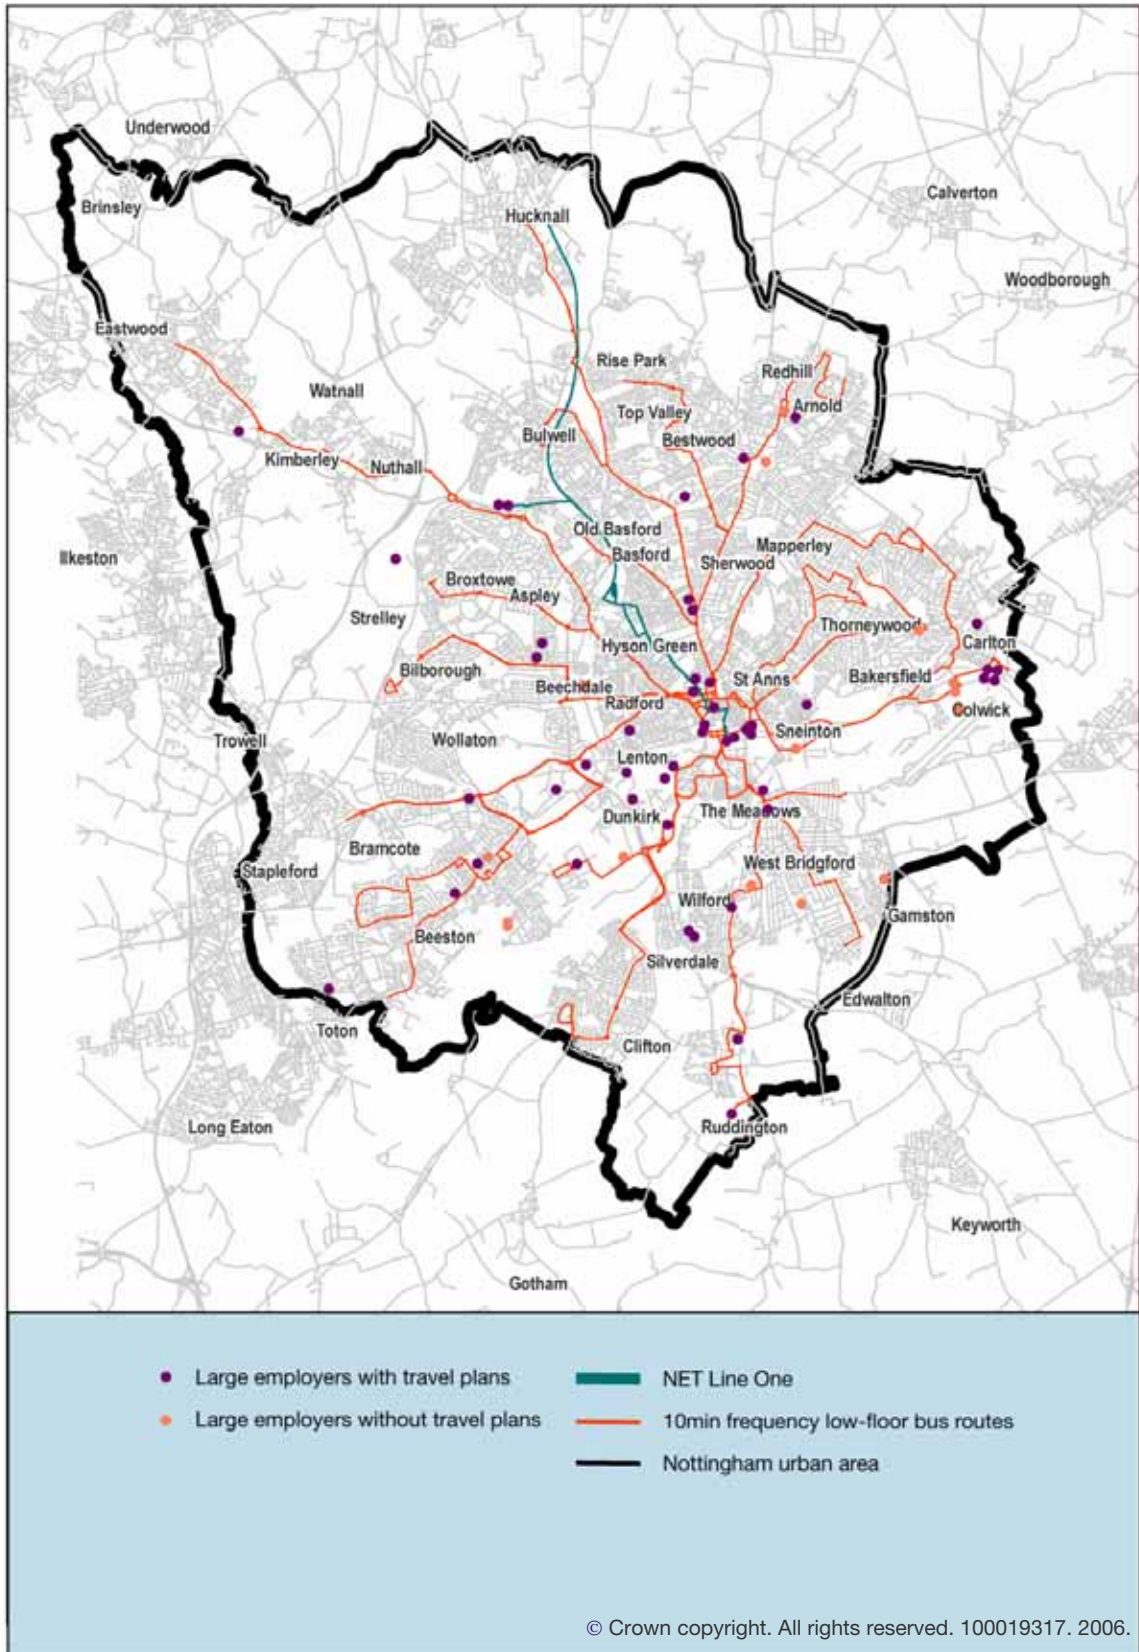 Underwood
Brinsley
Calverton
Hucknall
Woodborough
Eastwood
Rise Park
Redhill
Watnall
Top Valley
Arnold
Bulwell
Bestwood
Kimberley
Nuthall
Old Basford
Ilkeston
Basford
Mapperley
Sherwood
Broxtowe
Aspley
Strelley
Thorneywood
Hyson Green
Carlton
Bilborough
St Anns
Bakersfield
Beechdale
Radford
Colwick
Trowell
Wollaton
Sneinton
Lenton
Dunkirk
The Meadows
Bramcote
West Bridgford
Stapleford
Wilford
Gamston
Beeston
Silverdale
Edwalton
Toton
Clifton
Long Eaton
Ruddington
Keyworth
Gotham
Large employers with travel plans
NET Line One
Large employers without travel plans
10min frequency low-floor bus routes
Nottingham urban area
© Crown copyright. All rights reserved. 100019317. 2006.